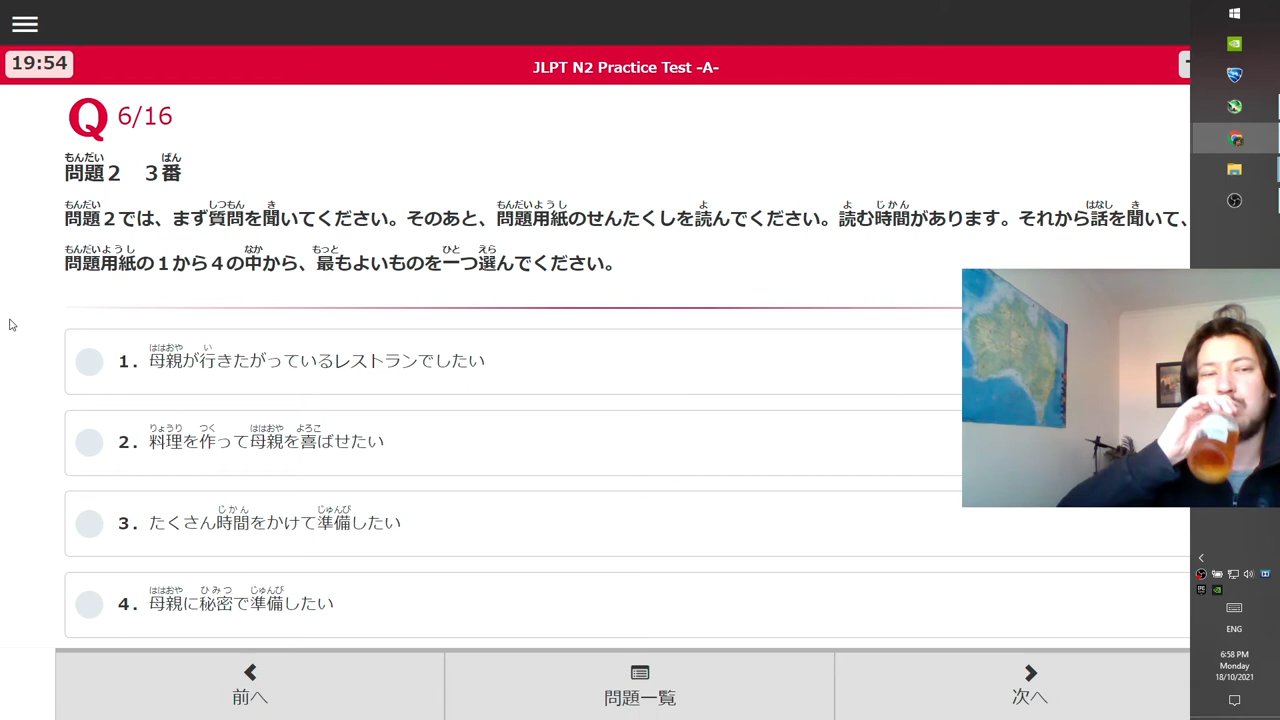 19:54
JLPT N2 Practice Test -A-
Q 6/16
もんだい ばん
問題２ ３番
もんだい しつもん き もんだいようし よ よ じかん はなし き
問題２では、まず質問を聞いてください。そのあと、問題用紙のせんたくしを読んでください。読む時間があります。それから話を聞いて、
もんだいようし なか もっと ひと えら
問題用紙の１から４の中から、最もよいものを一つ選んでください。
ははおや い
1. 母親が行きたがっているレストランでしたい
りょうり つく ははおや よろこ
2. 料理を作って母親を喜ばせたい
じかん じゅんび
3. たくさん時間をかけて準備したい
ははおや ひみつ じゅんび
4. 母親に秘密で準備したい
前へ
問題一覧
次へ
ENG
6:58 PM
Monday
18/10/2021